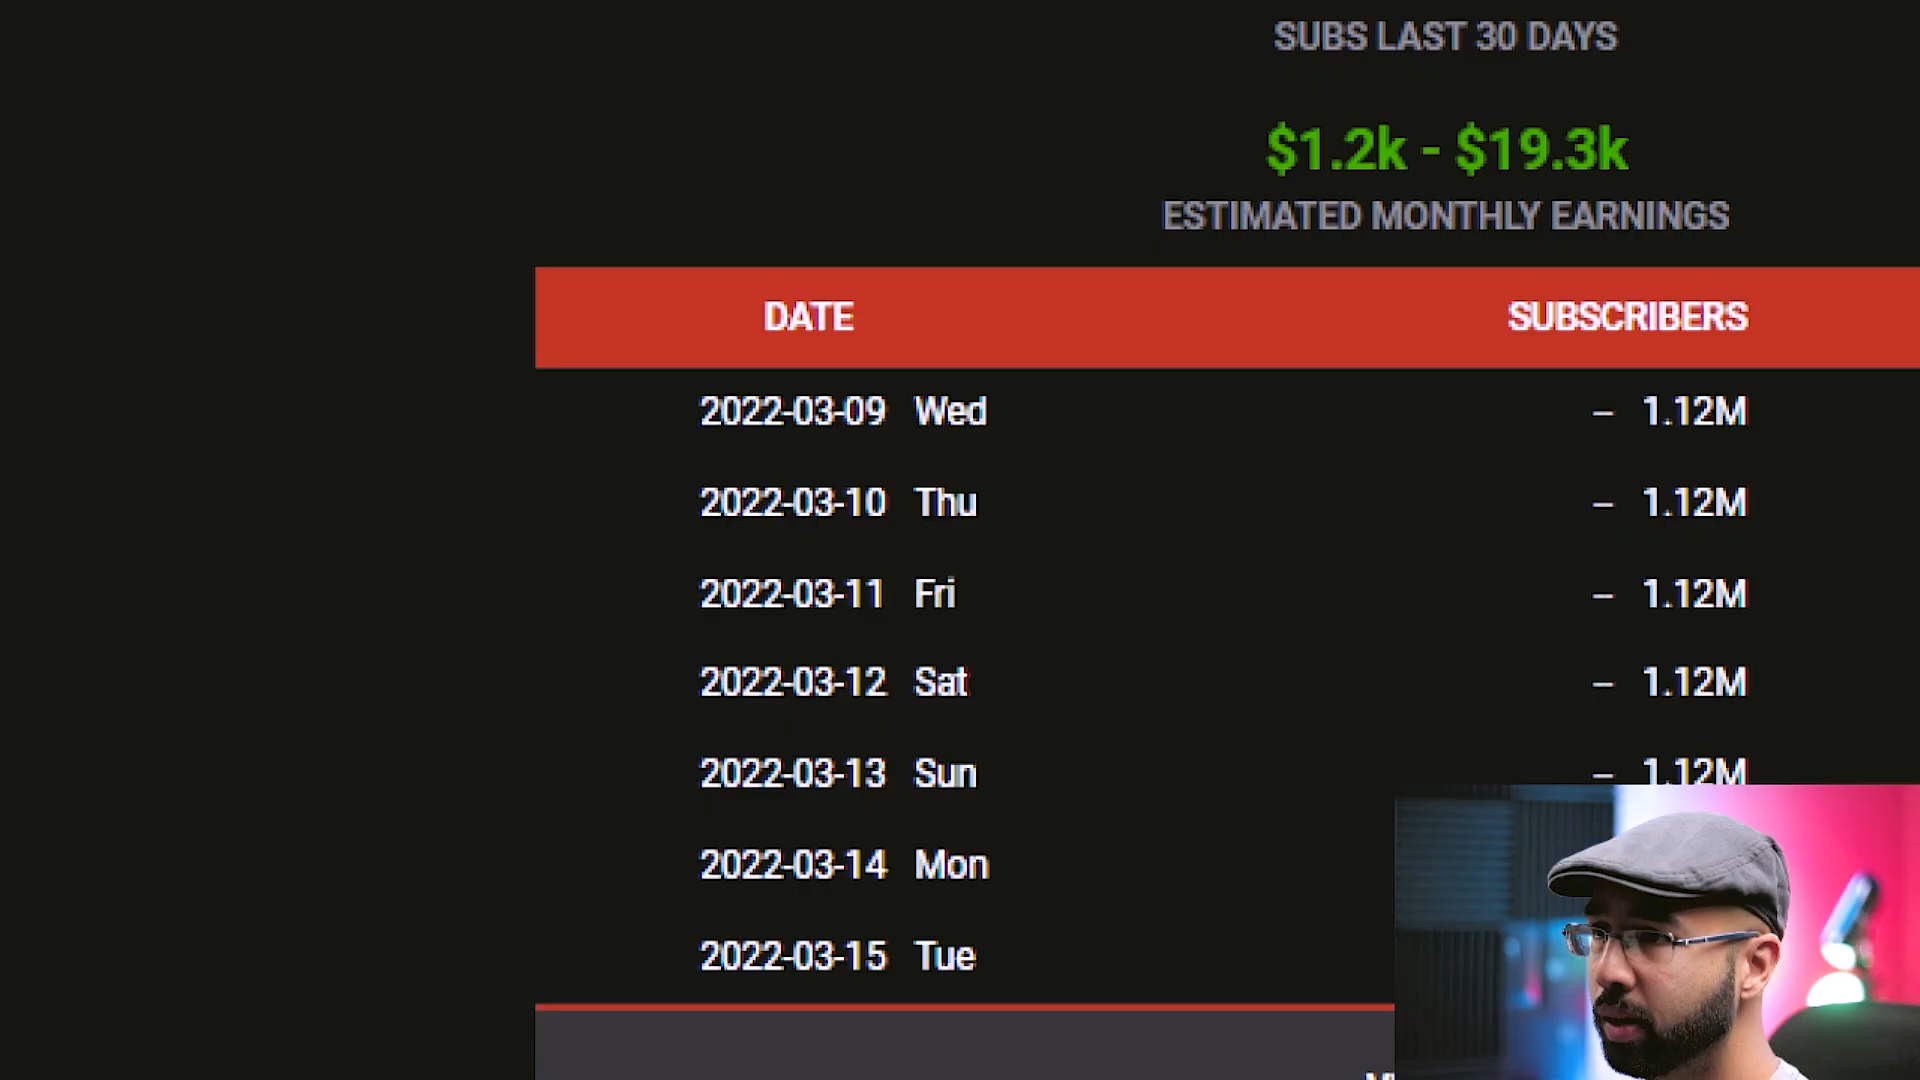 SUBS LAST 30 DAYS
$1.2k - $19.3k
ESTIMATED MONTHLY EARNINGS
DATE SUBSCRIBERS
2022-03-09 Wed – 1.12M
2022-03-10 Thu – 1.12M
2022-03-11 Fri – 1.12M
2022-03-12 Sat – 1.12M
2022-03-13 Sun – 1.12M
2022-03-14 Mon
2022-03-15 Tue